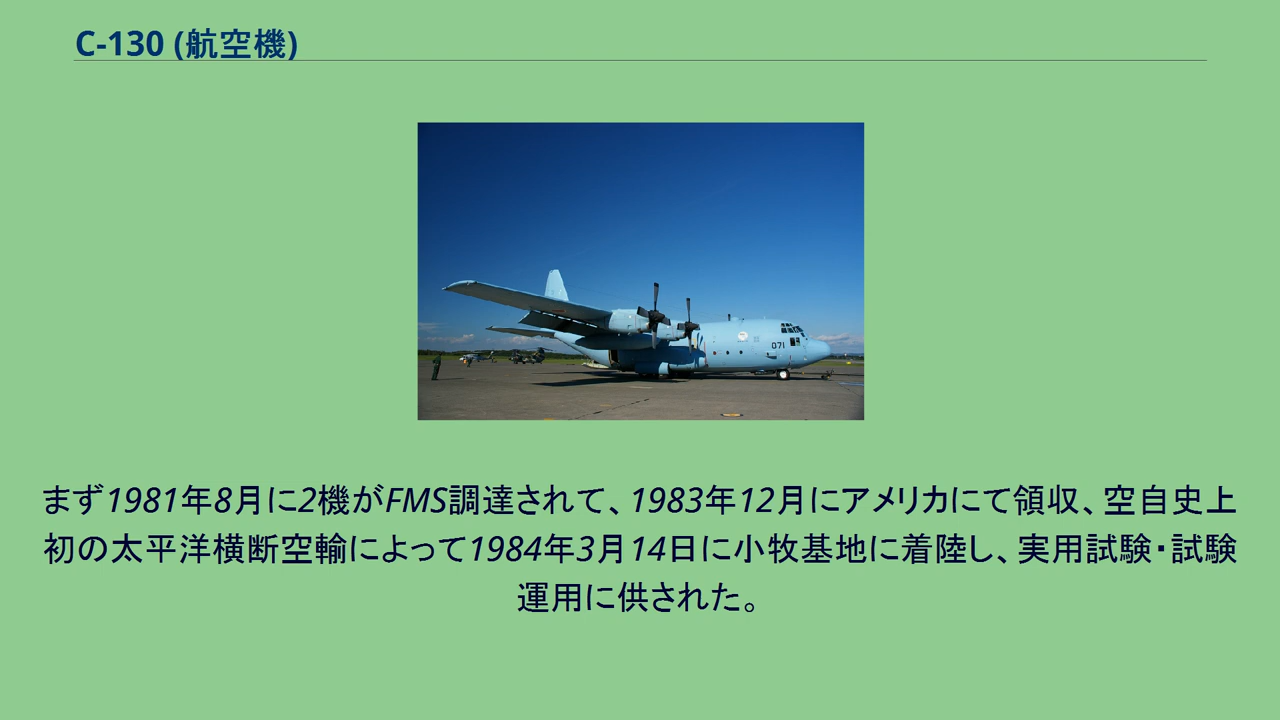 C-130 (航空機)
071
まず1981年8月に2機がFMS調達されて、1983年12月にアメリカにて領収、空自史上
初の太平洋横断空輸によって1984年3月14日に小牧基地に着陸し、実用試験・試験
運用に供された。